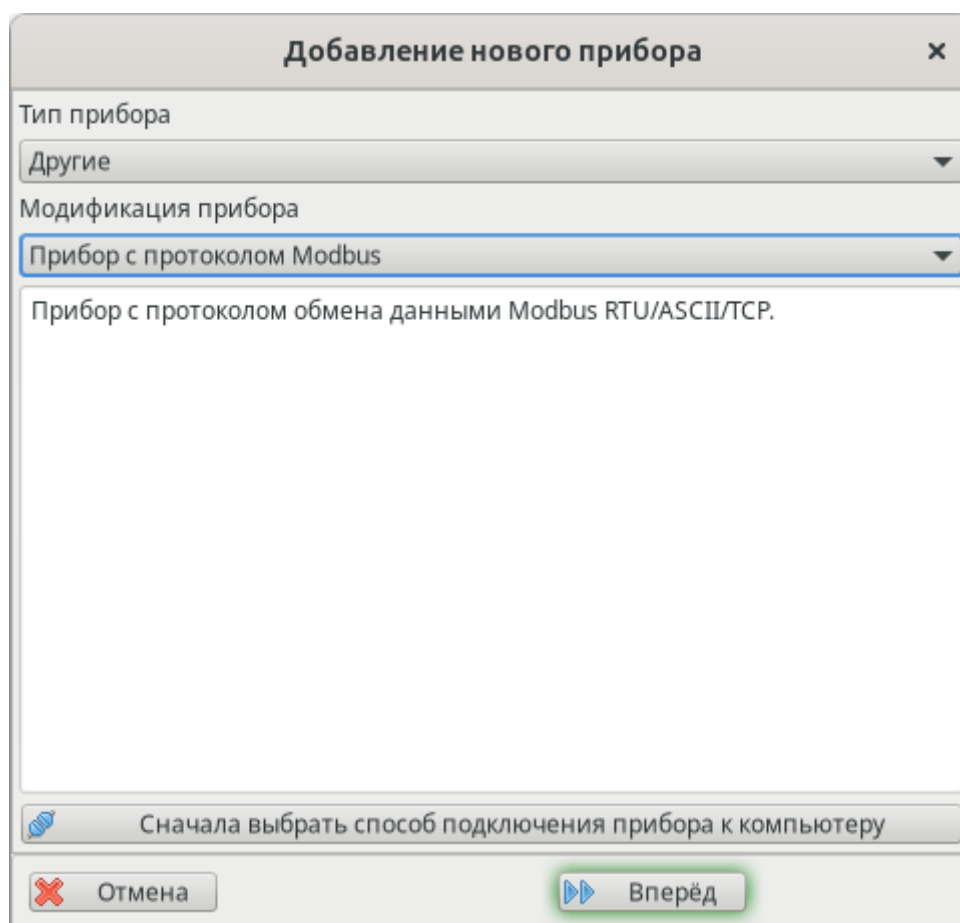 Добавление нового прибора
Тип прибора
Другие
Модификация прибора
Прибор с протоколом Modbus
Прибор с протоколом обмена данными Modbus RTU/ASCII/TCP.
Сначала выбрать способ подключения прибора к компьютеру
Отмена
Вперёд